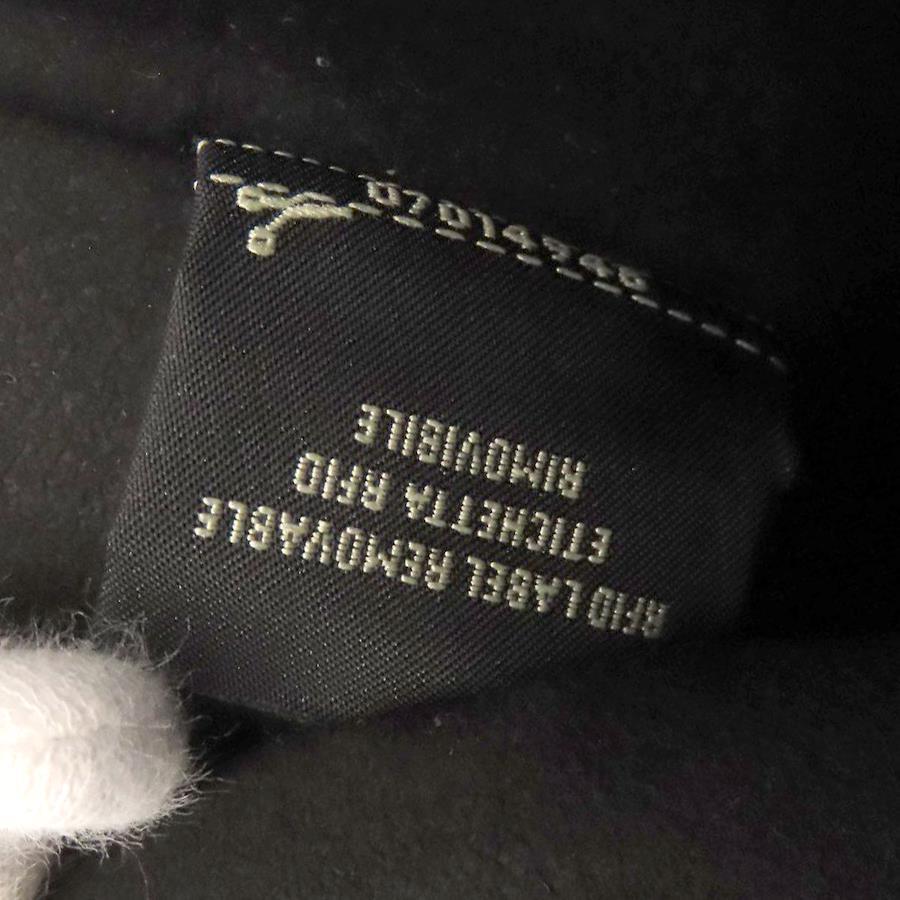 RFID LABEL REMOVABLE
ETICHETTA RFID
RIMOVIBILE